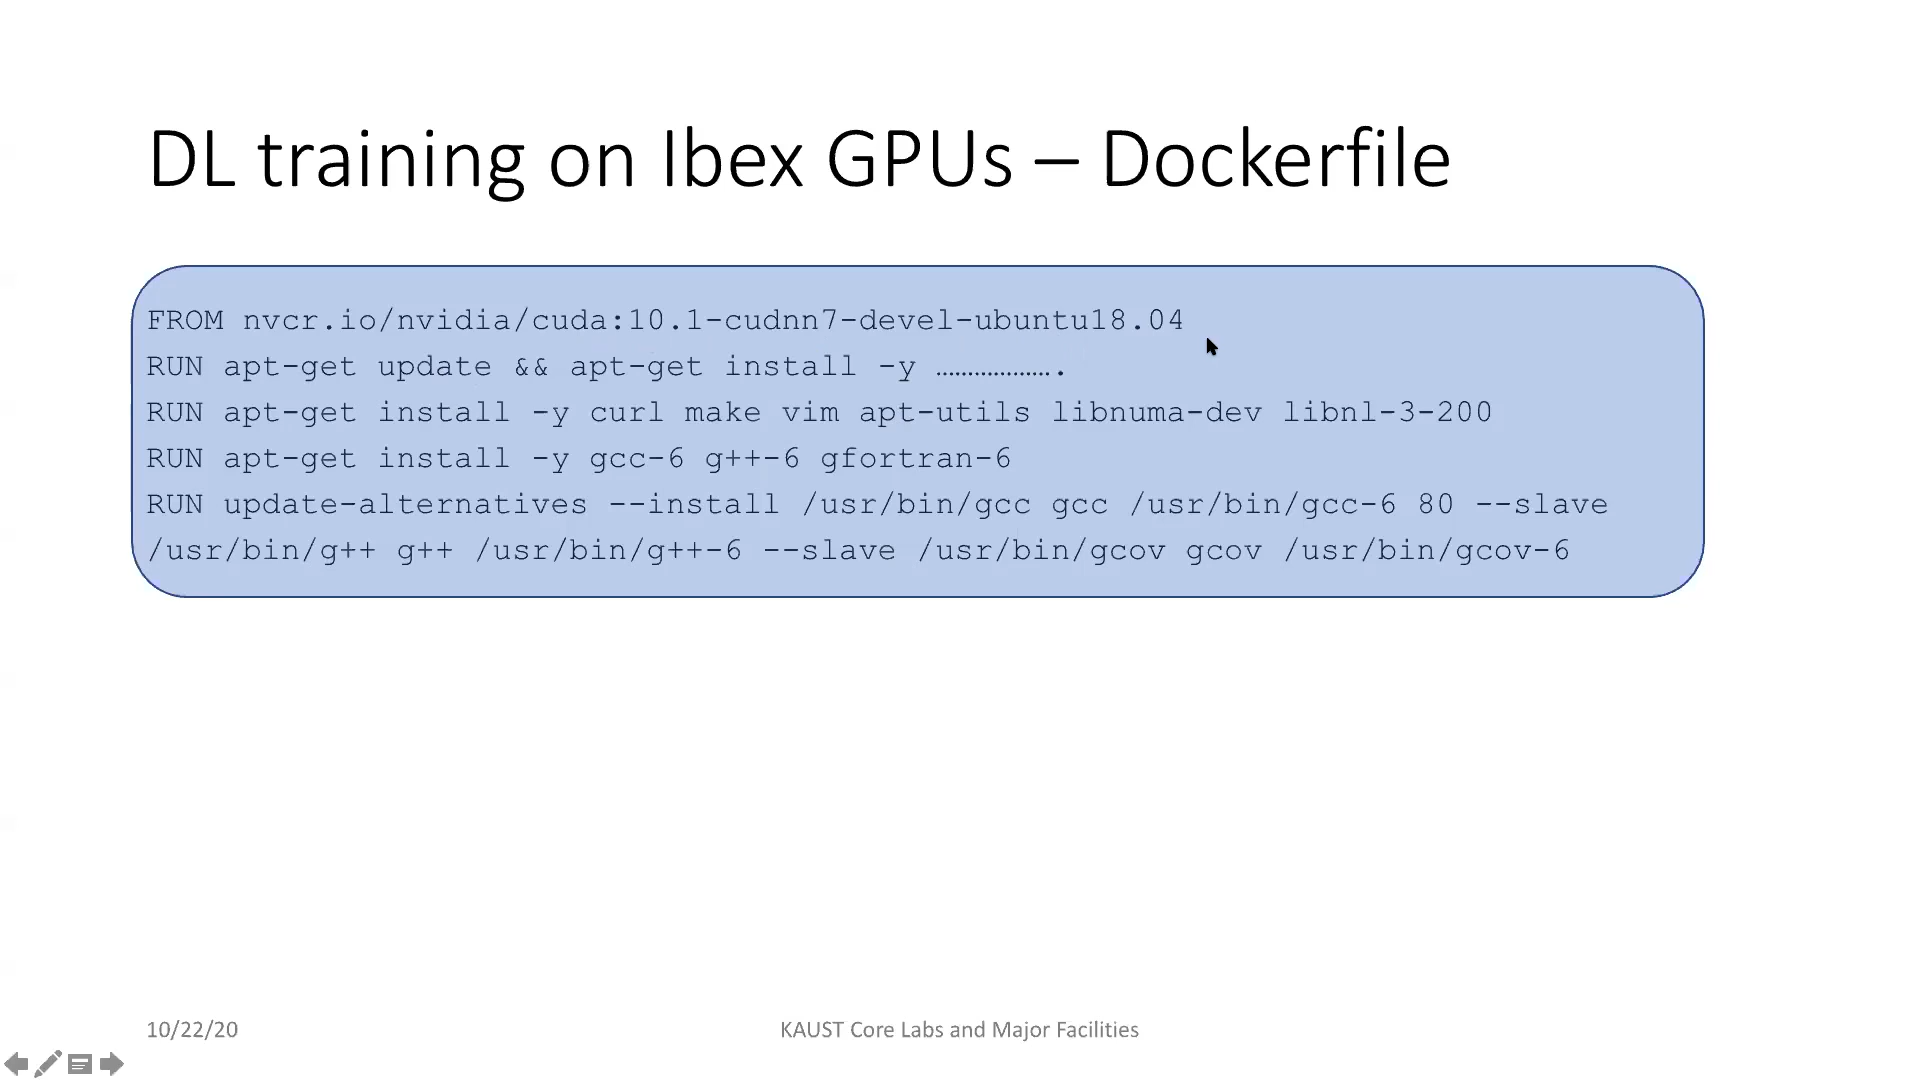 DL training on Ibex GPUs – Dockerfile
FROM nvcr.io/nvidia/cuda:10.1-cudnn7-devel-ubuntu18.04
RUN apt-get update && apt-get install -y ……………….
RUN apt-get install -y curl make vim apt-utils libnuma-dev libnl-3-200
RUN apt-get install -y gcc-6 g++-6 gfortran-6
RUN update-alternatives --install /usr/bin/gcc gcc /usr/bin/gcc-6 80 --slave
/usr/bin/g++ g++ /usr/bin/g++-6 --slave /usr/bin/gcov gcov /usr/bin/gcov-6
10/22/20
KAUST Core Labs and Major Facilities